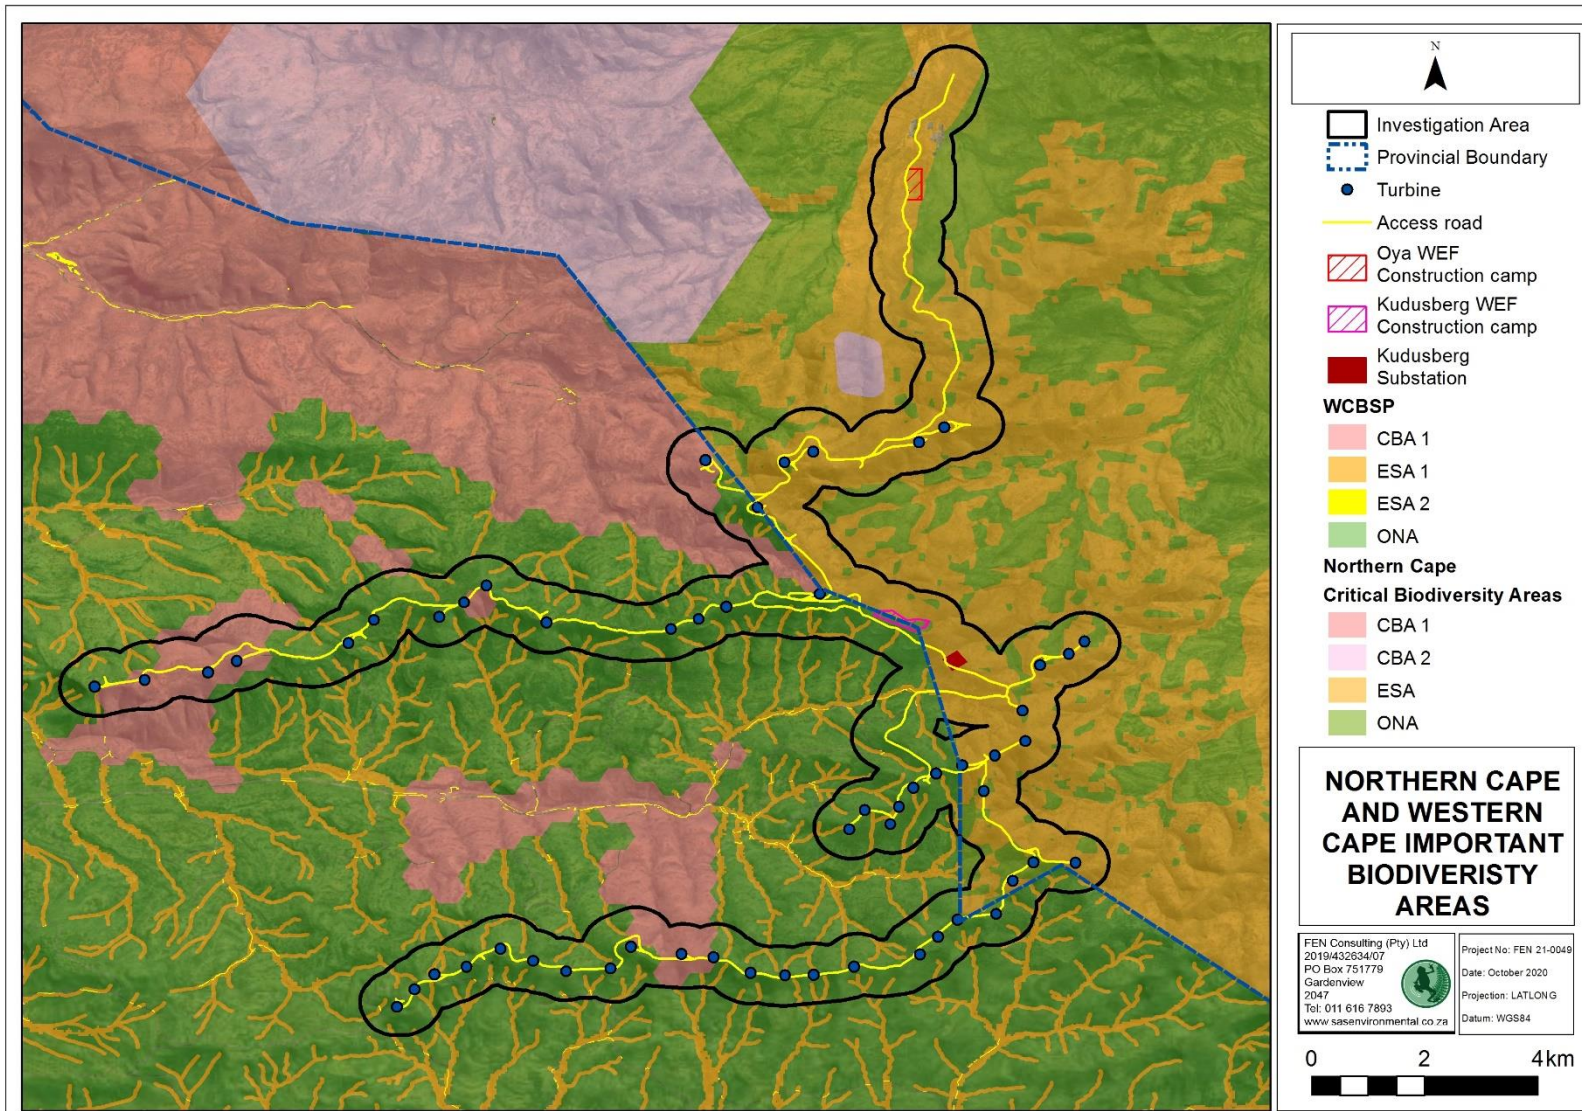 N
Investigation Area
Provincial Boundary
Turbine
Access road
Oya WEF
Construction camp
Kudusberg WEF
Construction camp
Kudusberg
Substation
WCBSP
CBA 1
ESA 1
ESA 2
ONA
Northern Cape
Critical Biodiversity Areas
CBA 1
CBA 2
ESA
ONA
NORTHERN CAPE
AND WESTERN
CAPE IMPORTANT
BIODIVERISTY
AREAS
FEN Consulting (Pty) Ltd
2019/432634/07
PO Box 751779
Gardenview
2047
Tel: 011 616 7893
www.sasenvironmental.co.za
Project No: FEN 21-0049
Date: October 2020
Projection: LATLONG
Datum: WGS84
0 2 4 km